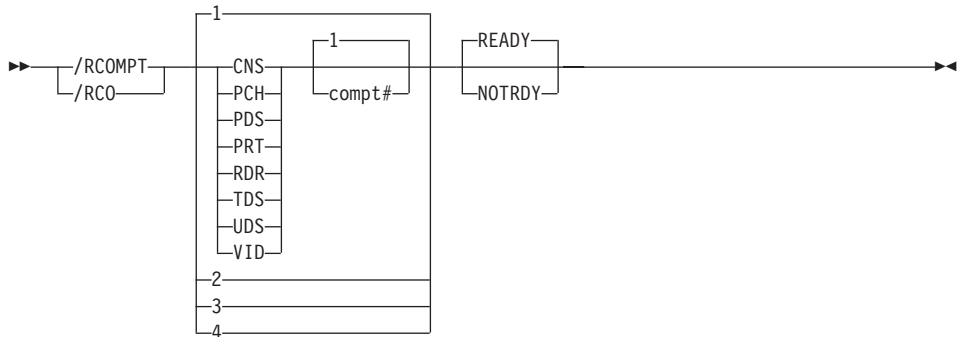 1
1 READY
/RCOMPT CNS
/RCO PCH compt# NOTRDY
PDS
PRT
RDR
TDS
UDS
VID
2
3
4